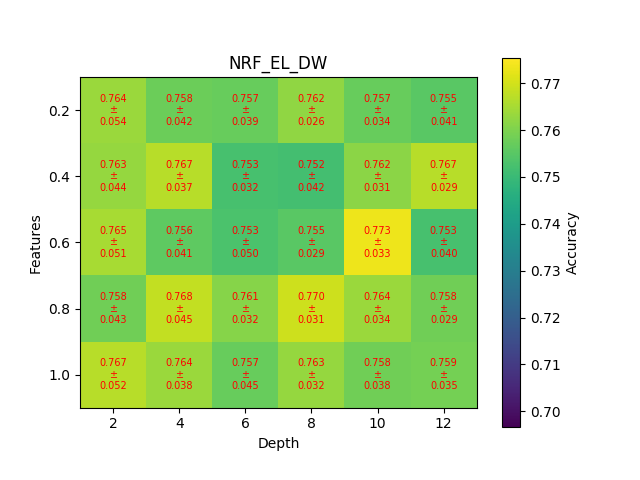 NRF_EL_DW
0.764 0.758 0.757 0.762 0.757 0.755
± ± ± ± ± ±
0.054 0.042 0.039 0.026 0.034 0.041
0.763 0.767 0.753 0.752 0.762 0.767
± ± ± ± ± ±
0.044 0.037 0.032 0.042 0.031 0.029
0.765 0.756 0.753 0.755 0.773 0.753
± ± ± ± ± ±
0.051 0.041 0.050 0.029 0.033 0.040
0.758 0.768 0.761 0.770 0.764 0.758
± ± ± ± ± ±
0.043 0.045 0.032 0.031 0.034 0.029
0.767 0.764 0.757 0.763 0.758 0.759
± ± ± ± ± ±
0.052 0.038 0.045 0.032 0.038 0.035
0.2
0.4
0.6
0.8
1.0
Features
2 4 6 8 10 12
Depth
0.77
0.76
0.75
0.74
0.73
0.72
0.71
0.70
Accuracy